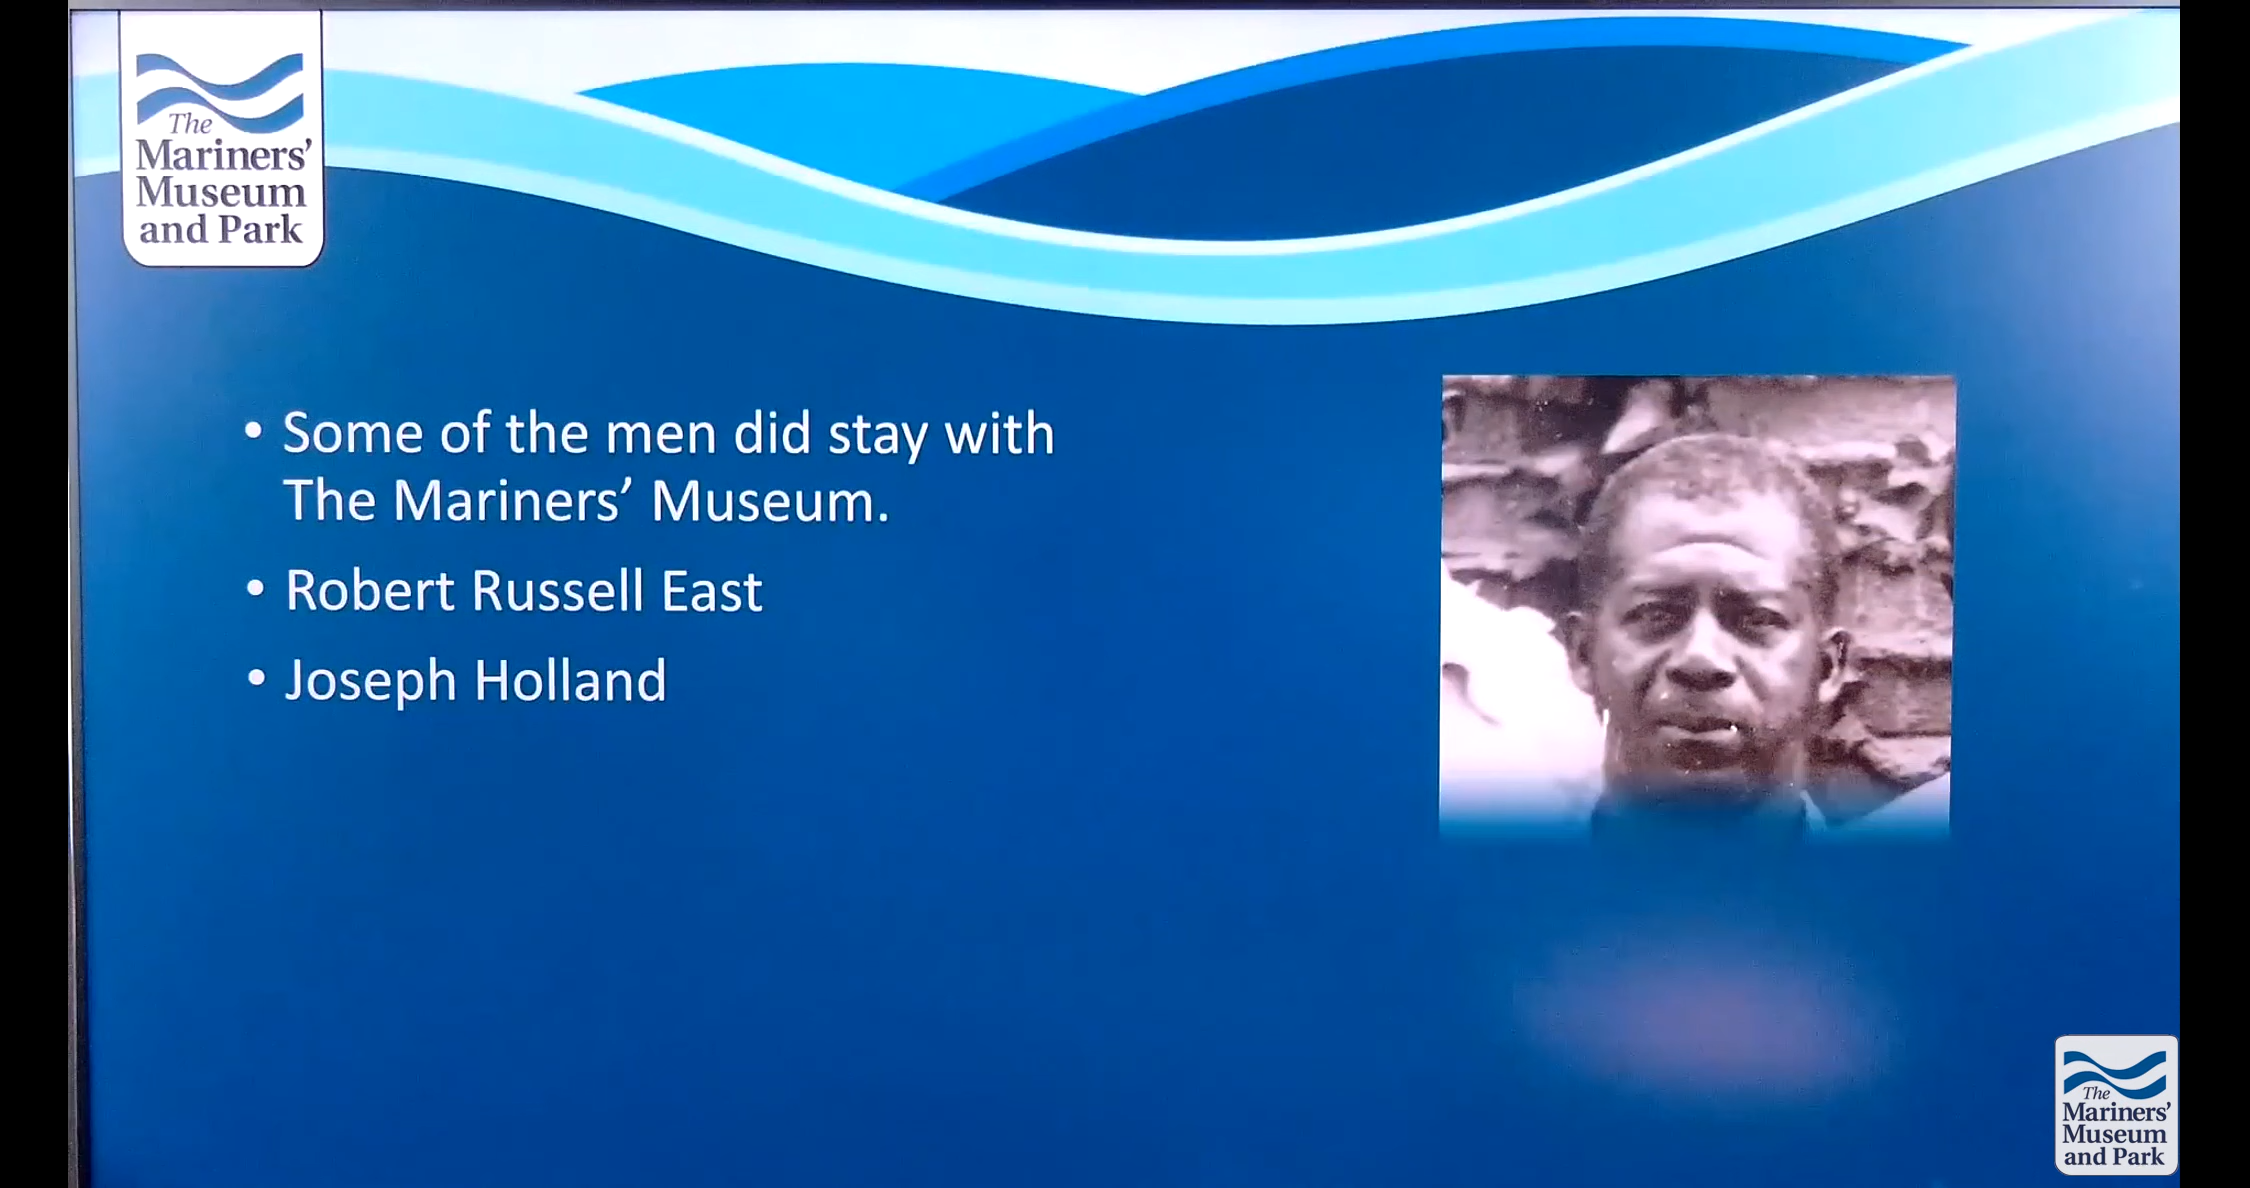 The
Mariners’
Museum
and Park
• Some of the men did stay with
The Mariners’ Museum.
• Robert Russell East
• Joseph Holland
The
Mariners’
Museum
and Park